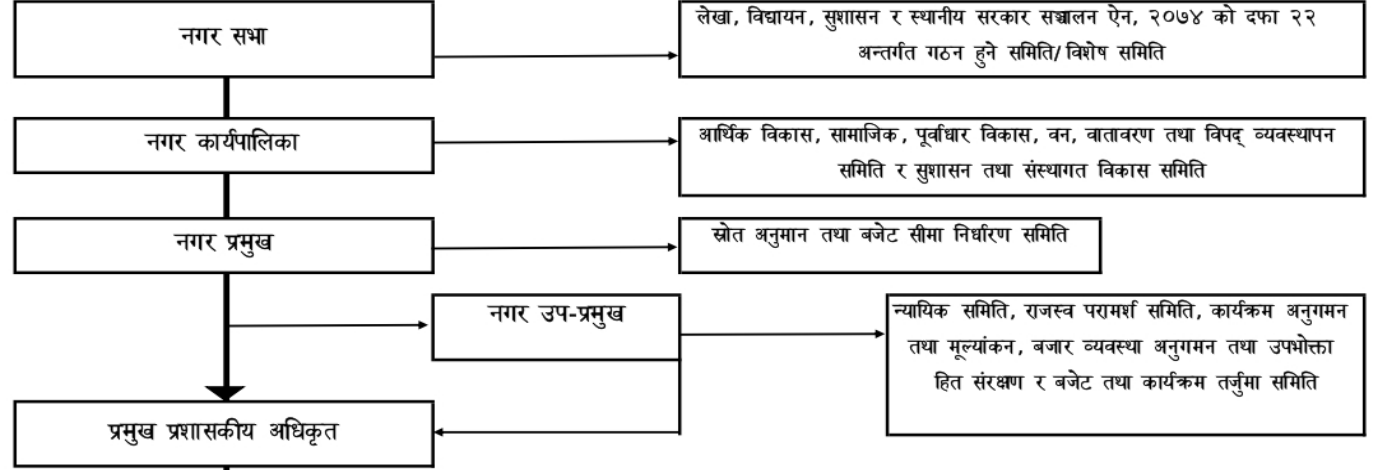 नगर सभा
लेखा, विद्यायन, सुशासन र स्थानीय सरकार सञ्चालन ऐन, २०७४ को दफा २२
अन्तर्गत गठन हुने समिति/ विशेष समिति
नगर कार्यपालिका
आर्थिक विकास, सामाजिक, पूर्वाधार विकास, वन, वातावरण तथा विपद् व्यवस्थापन
समिति र सुशासन तथा संस्थागत विकास समिति
नगर प्रमुख
स्रोत अनुमान तथा बजेट सीमा निर्धारण समिति
नगर उप-प्रमुख
न्यायिक समिति, राजस्व परामर्श समिति, कार्यक्रम अनुगमन
तथा मूल्यांकन, बजार व्यवस्था अनुगमन तथा उपभोक्ता
हित संरक्षण र बजेट तथा कार्यक्रम तर्जुमा समिति
प्रमुख प्रशासकीय अधिकृत